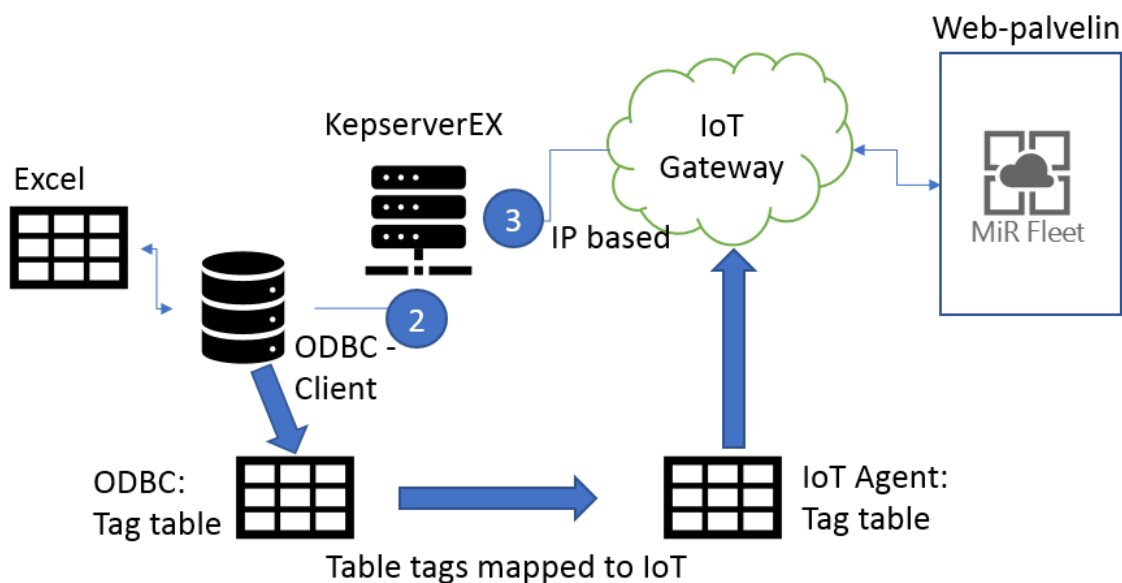 Web-palvelin
KepserverEX
IoT
Gateway
Excel
3
IP based
MiR Fleet
2
ODBC -
Client
ODBC:
Tag table
IoT Agent:
Tag table
Table tags mapped to IoT